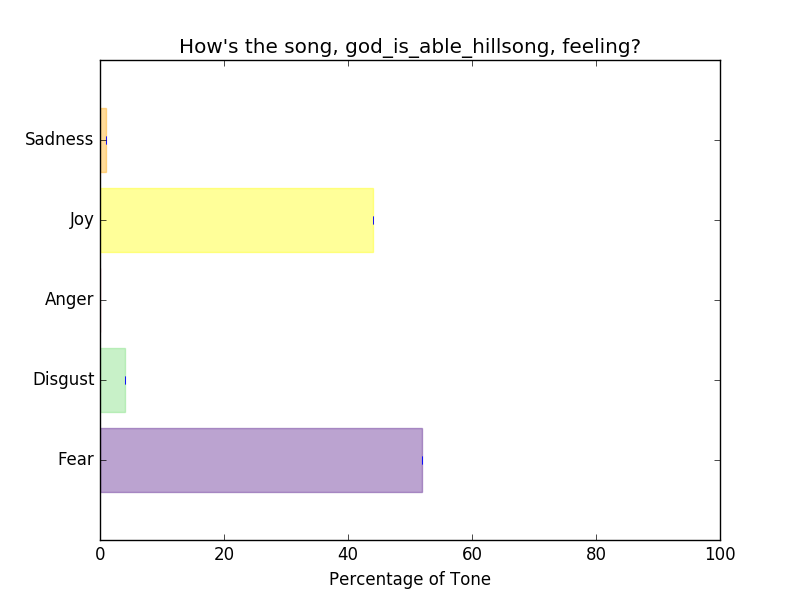 How's the song, god_is_able_hillsong, feeling?
Sadness
Joy
Anger
Disgust
Fear
0 20 40 60 80 100
Percentage of Tone